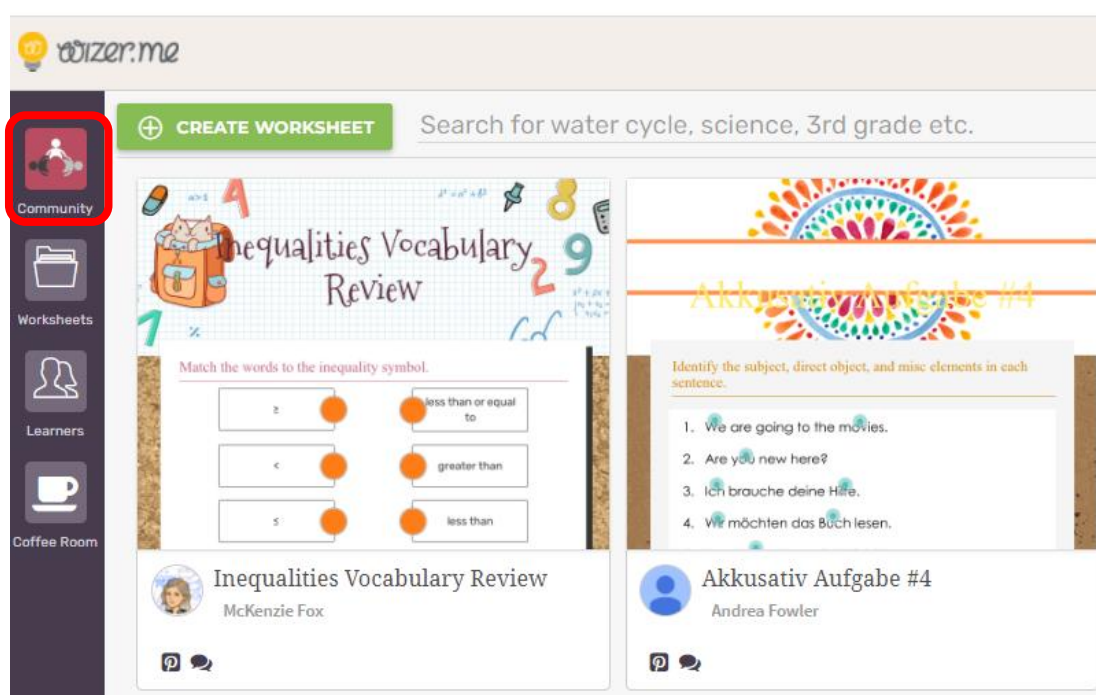 wizer.me
CREATE WORKSHEET
Search for water cycle, science, 3rd grade etc.
Community
Worksheets
Learners
Coffee Room
Inequalities Vocabulary
Review
Match the words to the inequality symbol.
≥
less than or equal
to
<
greater than
≤
less than
Inequalities Vocabulary Review
McKenzie Fox
Akkusativ Aufgabe #4
Identify the subject, direct object, and misc elements in each
sentence.
1. We are going to the movies.
2. Are you new here?
3. Ich brauche deine Hilfe.
4. Wir möchten das Buch lesen.
Akkusativ Aufgabe #4
Andrea Fowler